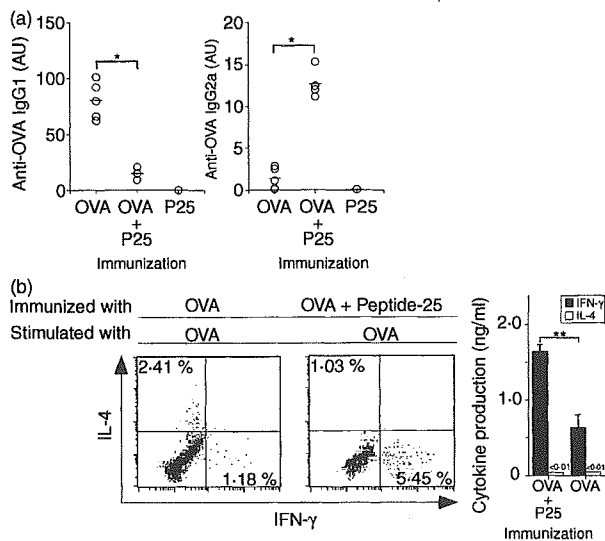 (a)
Anti-OVA IgG1 (AU)
100
50
0
*
OVA OVA P25
+
P25
Immunization
Anti-OVA IgG2a (AU)
20
15
10
5
0
*
OVA OVA P25
+
P25
Immunization
(b)
Immunized with OVA OVA + Peptide-25
Stimulated with OVA OVA
IL-4
2·41 %
1·18 %
1·03 %
5·45 %
IFN-γ
IFN-γ
IL-4
Cytokine production (ng/ml)
2·0
1·0
0
**
<0·01
<0·01
OVA OVA
+
P25
Immunization